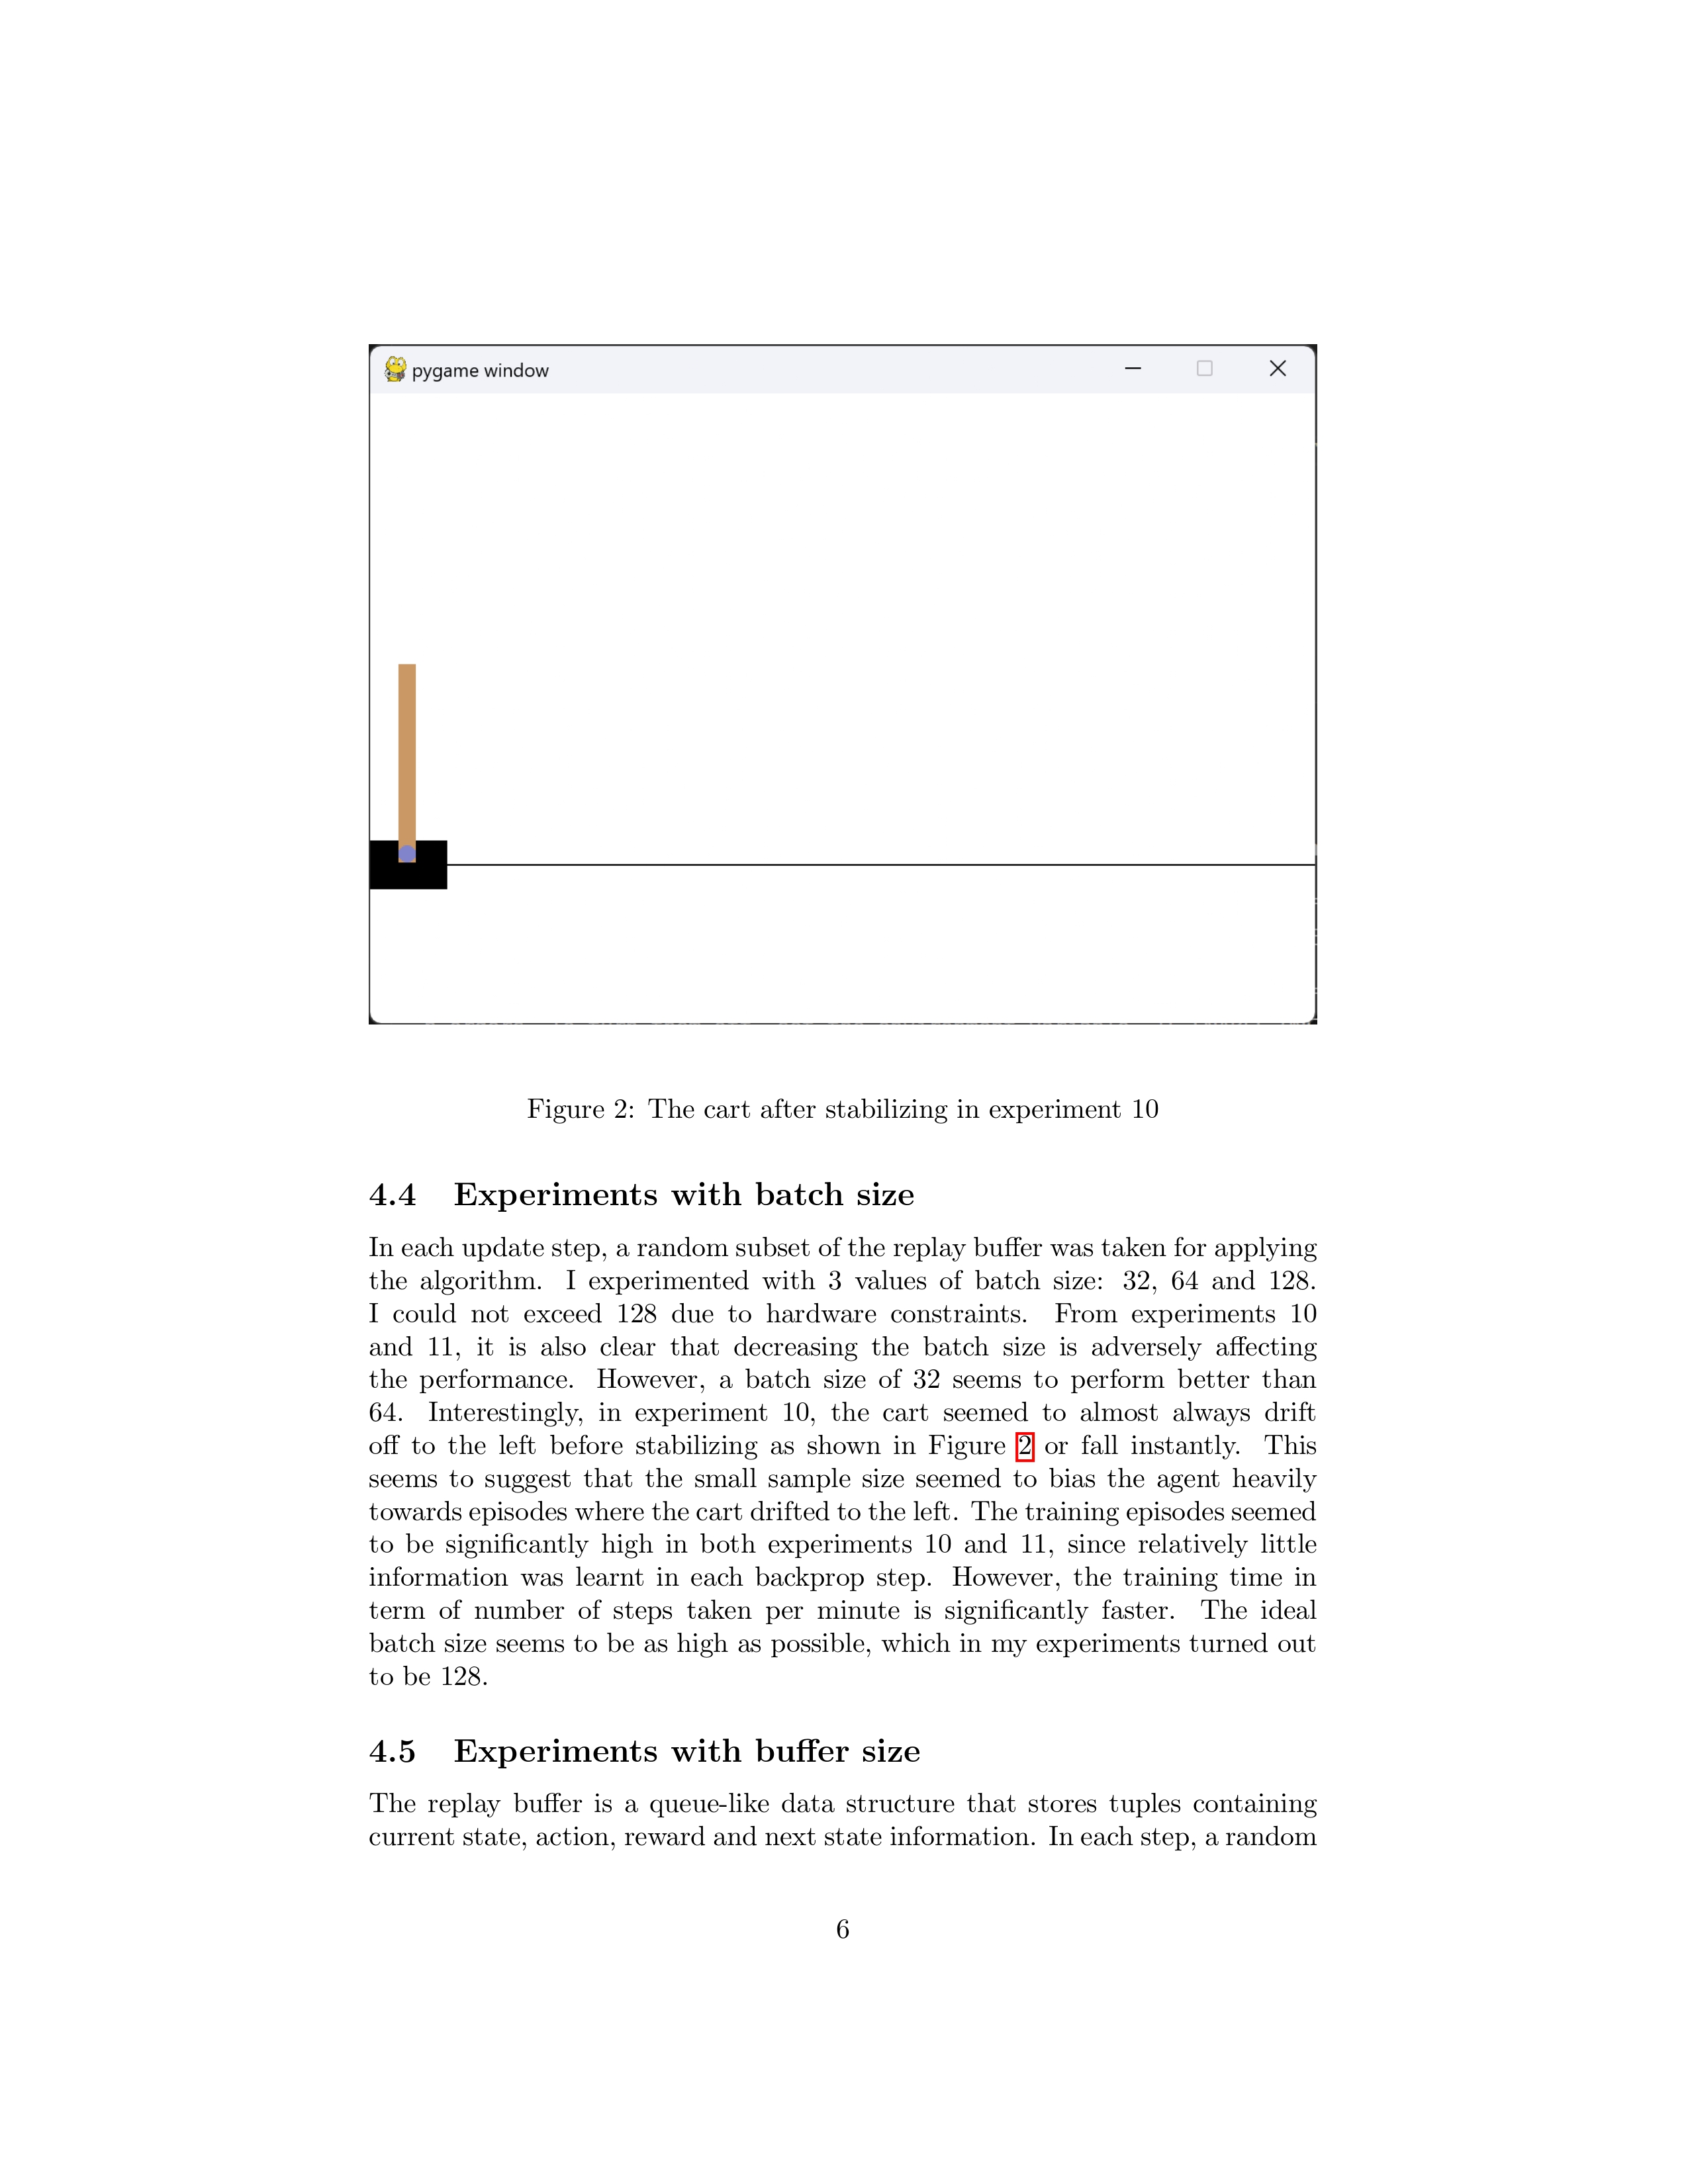 pygame window
Figure 2: The cart after stabilizing in experiment 10
4.4 Experiments with batch size
In each update step, a random subset of the replay buffer was taken for applying
the algorithm. I experimented with 3 values of batch size: 32, 64 and 128.
I could not exceed 128 due to hardware constraints. From experiments 10
and 11, it is also clear that decreasing the batch size is adversely affecting
the performance. However, a batch size of 32 seems to perform better than
64. Interestingly, in experiment 10, the cart seemed to almost always drift
off to the left before stabilizing as shown in Figure 2 or fall instantly. This
seems to suggest that the small sample size seemed to bias the agent heavily
towards episodes where the cart drifted to the left. The training episodes seemed
to be significantly high in both experiments 10 and 11, since relatively little
information was learnt in each backprop step. However, the training time in
term of number of steps taken per minute is significantly faster. The ideal
batch size seems to be as high as possible, which in my experiments turned out
to be 128.
4.5 Experiments with buffer size
The replay buffer is a queue-like data structure that stores tuples containing
current state, action, reward and next state information. In each step, a random
6